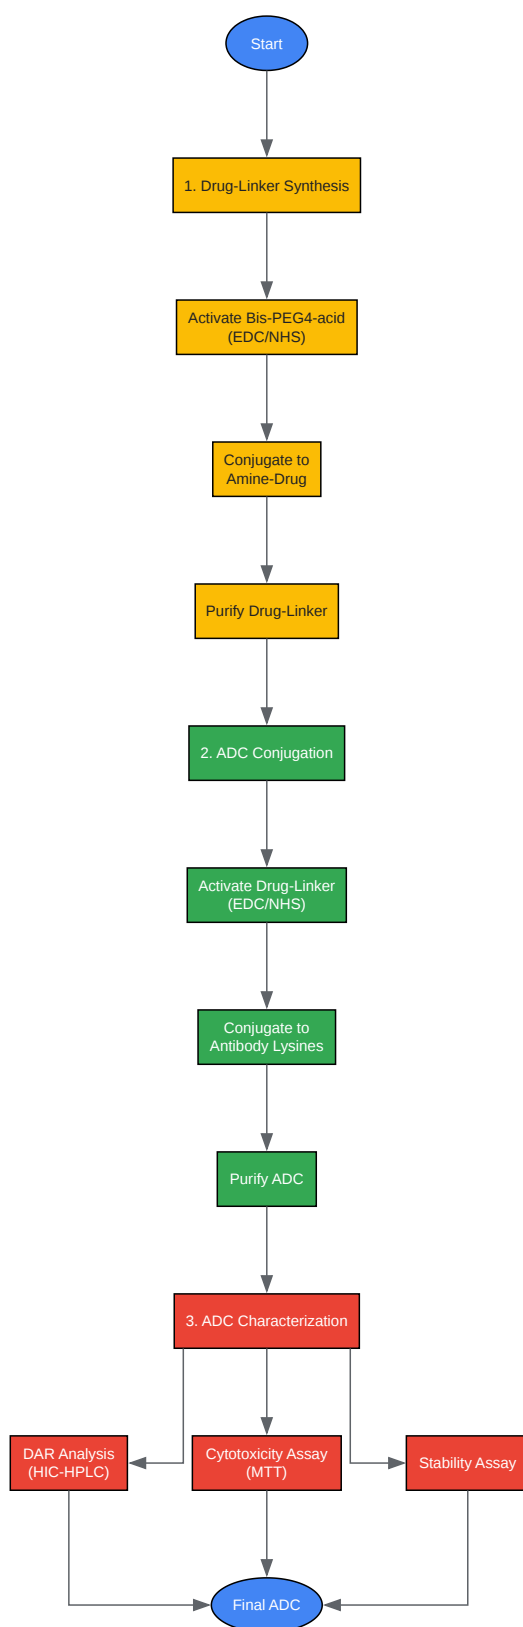 Start
1. Drug-Linker Synthesis
Activate Bis-PEG4-acid
(EDC/NHS)
Conjugate to
Amine-Drug
Purify Drug-Linker
2. ADC Conjugation
Activate Drug-Linker
(EDC/NHS)
Conjugate to
Antibody Lysines
Purify ADC
3. ADC Characterization
DAR Analysis
(HIC-HPLC)
Cytotoxicity Assay
(MTT)
Stability Assay
Final ADC